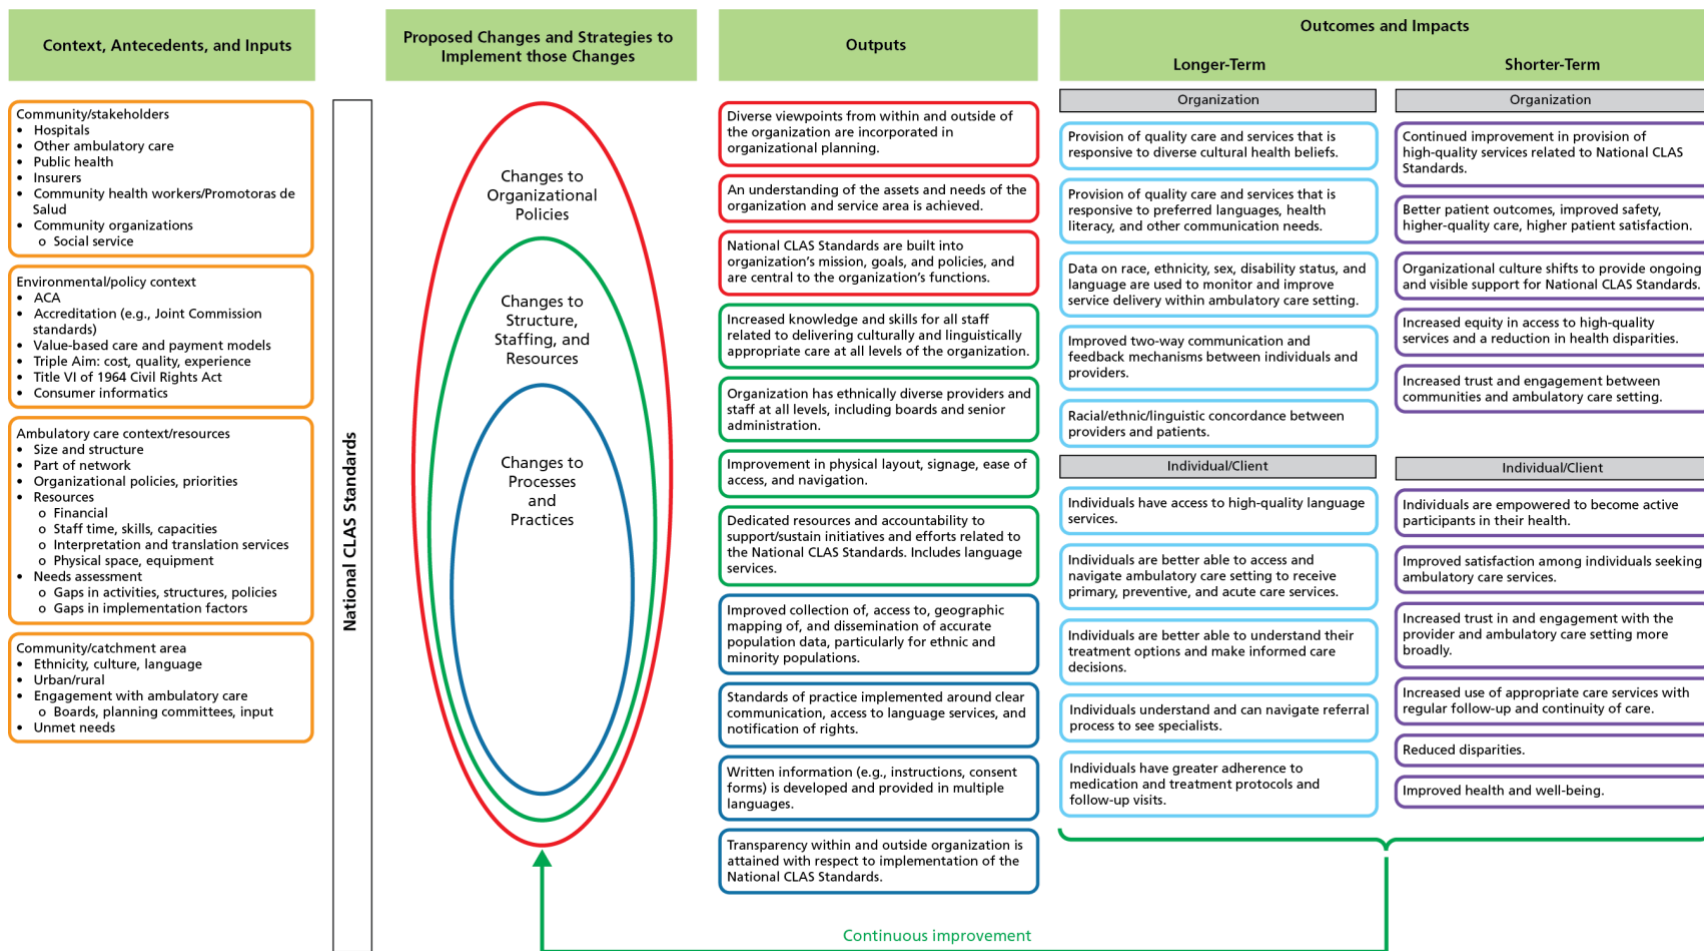 Context, Antecedents, and Inputs
Community/stakeholders
• Hospitals
• Other ambulatory care
• Public health
• Insurers
• Community health workers/Promotoras de
Salud
• Community organizations
o Social service
Environmental/policy context
• ACA
• Accreditation (e.g., Joint Commission
standards)
• Value-based care and payment models
• Triple Aim: cost, quality, experience
• Title VI of 1964 Civil Rights Act
• Consumer informatics
Ambulatory care context/resources
• Size and structure
• Part of network
• Organizational policies, priorities
• Resources
o Financial
o Staff time, skills, capacities
o Interpretation and translation services
o Physical space, equipment
• Needs assessment
o Gaps in activities, structures, policies
o Gaps in implementation factors
Community/catchment area
• Ethnicity, culture, language
• Urban/rural
• Engagement with ambulatory care
o Boards, planning committees, input
• Unmet needs
National CLAS Standards
Proposed Changes and Strategies to
Implement those Changes
Changes to
Organizational
Policies
Changes to
Structure,
Staffing, and
Resources
Changes to
Processes
and
Practices
Outputs
Diverse viewpoints from within and outside of
the organization are incorporated in
organizational planning.
An understanding of the assets and needs of the
organization and service area is achieved.
National CLAS Standards are built into
organization's mission, goals, and policies, and
are central to the organization's functions.
Increased knowledge and skills for all staff
related to delivering culturally and linguistically
appropriate care at all levels of the organization.
Organization has ethnically diverse providers and
staff at all levels, including boards and senior
administration.
Improvement in physical layout, signage, ease of
access, and navigation.
Dedicated resources and accountability to
support/sustain initiatives and efforts related to
the National CLAS Standards. Includes language
services.
Improved collection of, access to, geographic
mapping of, and dissemination of accurate
population data, particularly for ethnic and
minority populations.
Standards of practice implemented around clear
communication, access to language services, and
notification of rights.
Written information (e.g., instructions, consent
forms) is developed and provided in multiple
languages.
Transparency within and outside organization is
attained with respect to implementation of the
National CLAS Standards.
Outcomes and Impacts
Longer-Term
Organization
Provision of quality care and services that is
responsive to diverse cultural health beliefs.
Provision of quality care and services that is
responsive to preferred languages, health
literacy, and other communication needs.
Data on race, ethnicity, sex, disability status, and
language are used to monitor and improve
service delivery within ambulatory care setting.
Improved two-way communication and
feedback mechanisms between individuals and
providers.
Racial/ethnic/linguistic concordance between
providers and patients.
Individual/Client
Individuals have access to high-quality language
services.
Individuals are better able to access and
navigate ambulatory care setting to receive
primary, preventive, and acute care services.
Individuals are better able to understand their
treatment options and make informed care
decisions.
Individuals understand and can navigate referral
process to see specialists.
Individuals have greater adherence to
medication and treatment protocols and
follow-up visits.
Shorter-Term
Organization
Continued improvement in provision of
high-quality services related to National CLAS
Standards.
Better patient outcomes, improved safety,
higher-quality care, higher patient satisfaction.
Organizational culture shifts to provide ongoing
and visible support for National CLAS Standards.
Increased equity in access to high-quality
services and a reduction in health disparities.
Increased trust and engagement between
communities and ambulatory care setting.
Individual/Client
Individuals are empowered to become active
participants in their health.
Improved satisfaction among individuals seeking
ambulatory care services.
Increased trust in and engagement with the
provider and ambulatory care setting more
broadly.
Increased use of appropriate care services with
regular follow-up and continuity of care.
Reduced disparities.
Improved health and well-being.
Continuous improvement